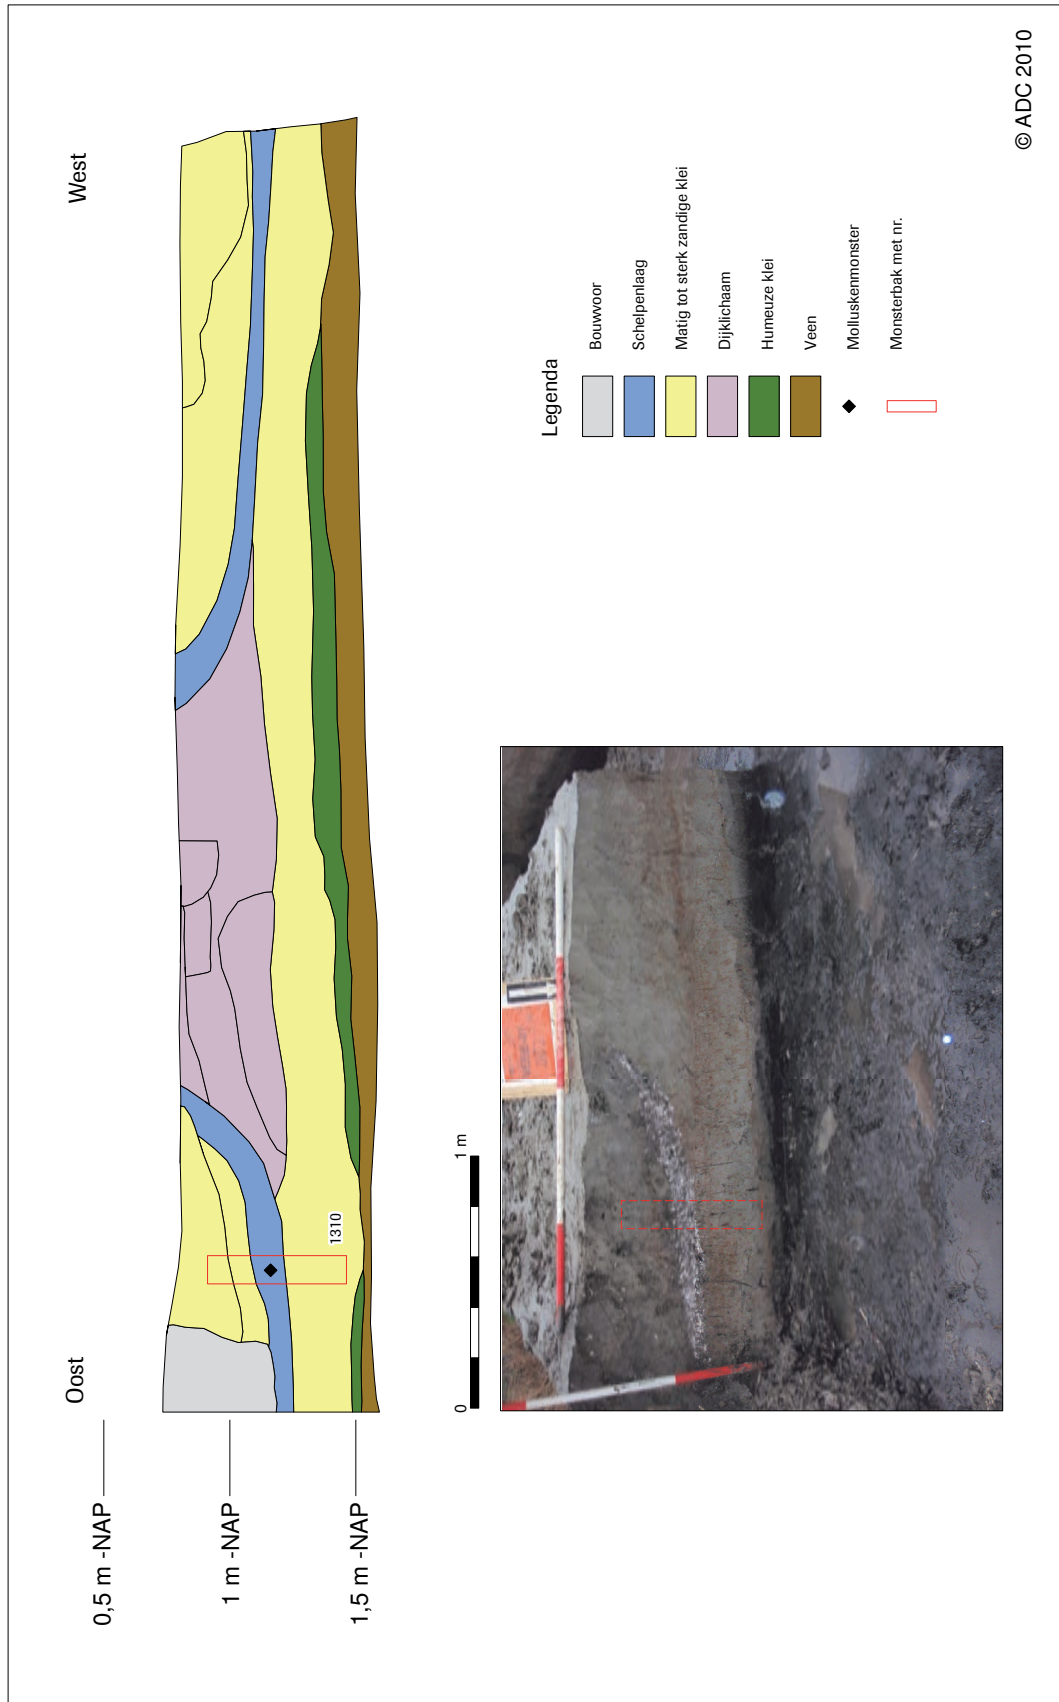 Oost
West
0,5 m -NAP
1 m -NAP
1,5 m -NAP
1310
0
1 m
Legenda
Bouwvoor
Schelpenlaag
Matig tot sterk zandige klei
Dijklichaam
Humeuze klei
Veen
Molluskenmonster
Monsterbak met nr.
© ADC 2010